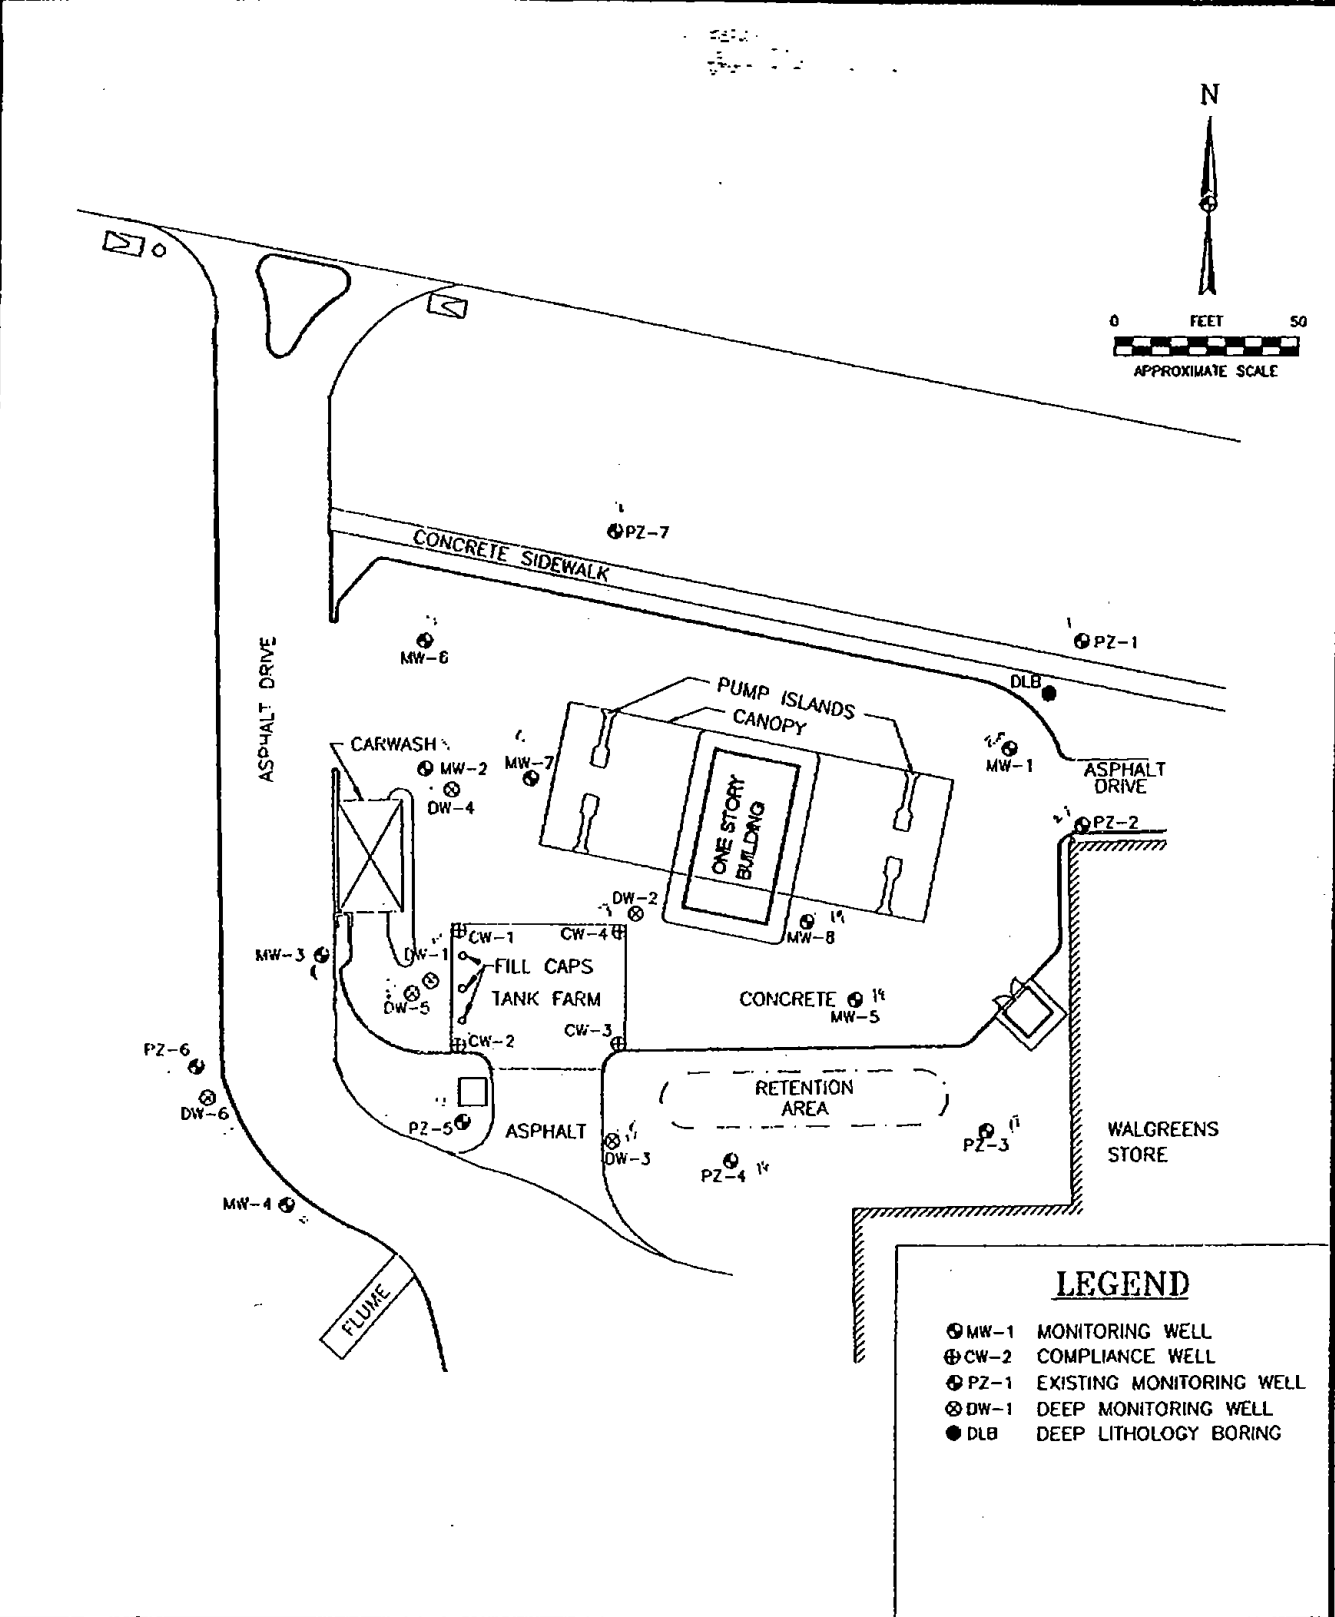 N
0 FEET 50
APPROXIMATE SCALE
PZ-7
CONCRETE SIDEWALK
PZ-1
MW-6
DLB
ASPHALT DRIVE
PUMP ISLANDS
CANOPY
MW-1
CARWASH
MW-2
MW-7
DW-4
ASPHALT
DRIVE
PZ-2
ONE STORY
BUILDING
DW-2
MW-8
CW-1
CW-4
MW-3
DW-1
FILL CAPS
DW-5
TANK FARM
CONCRETE
14
MW-5
CW-2
CW-3
PZ-6
DW-6
RETENTION
AREA
PZ-5
ASPHALT
DW-3
PZ-3
PZ-4
14
WALGREENS
STORE
MW-4
FLUME
LEGEND
MW-1 MONITORING WELL
CW-2 COMPLIANCE WELL
PZ-1 EXISTING MONITORING WELL
DW-1 DEEP MONITORING WELL
DLB DEEP LITHOLOGY BORING